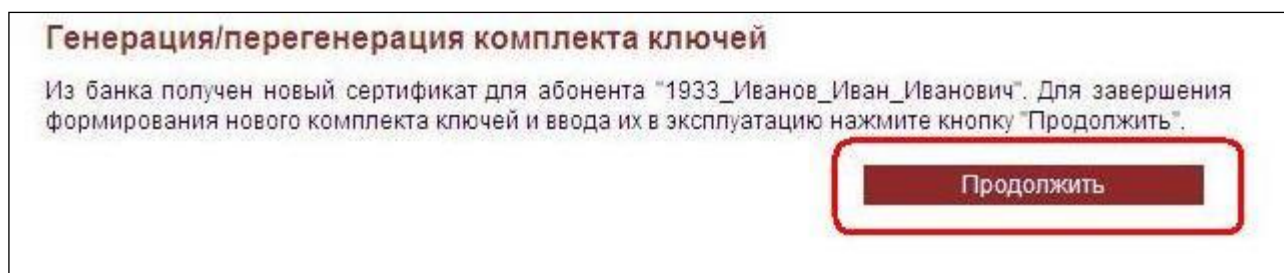 Генерация/перегенерация комплекта ключей
Из банка получен новый сертификат для абонента "1933_Иванов_Иван_Иванович". Для завершения
формирования нового комплекта ключей и ввода их в эксплуатацию нажмите кнопку "Продолжить".
Продолжить